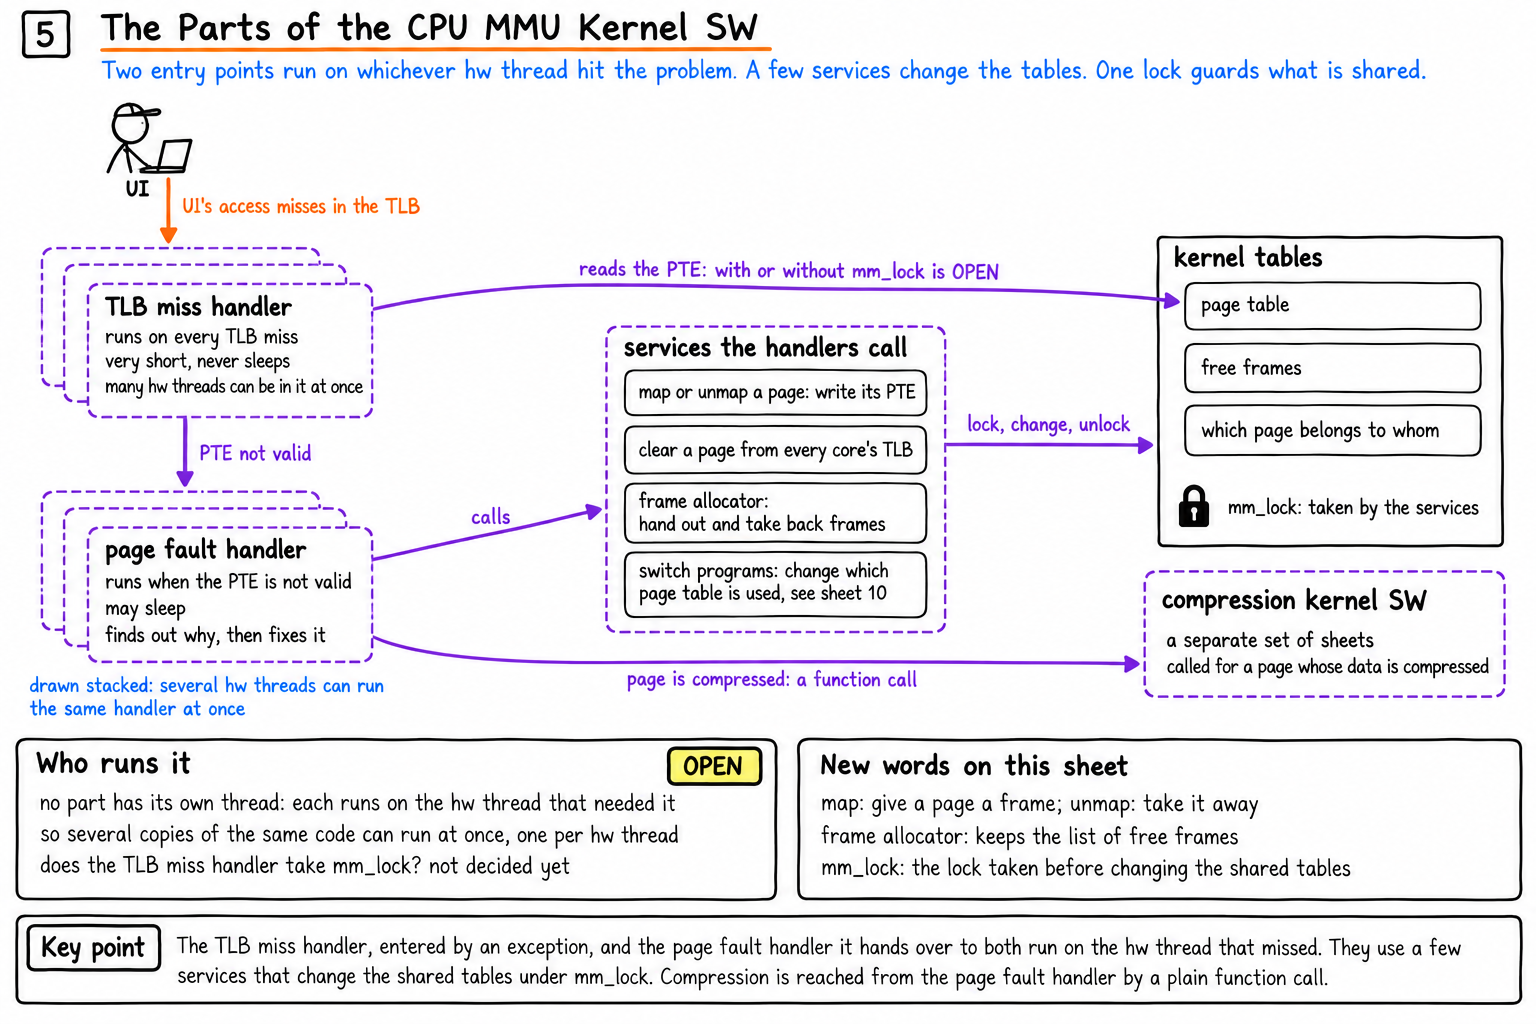 5
The Parts of the CPU MMU Kernel SW
Two entry points run on whichever hw thread hit the problem. A few services change the tables. One lock guards what is shared.
UI
UI's access misses in the TLB
TLB miss handler
runs on every TLB miss
very short, never sleeps
many hw threads can be in it at once
reads the PTE: with or without mm_lock is OPEN
PTE not valid
page fault handler
runs when the PTE is not valid
may sleep
finds out why, then fixes it
drawn stacked: several hw threads can run
the same handler at once
calls
services the handlers call
map or unmap a page: write its PTE
clear a page from every core's TLB
frame allocator:
hand out and take back frames
switch programs: change which
page table is used, see sheet 10
lock, change, unlock
page is compressed: a function call
kernel tables
page table
free frames
which page belongs to whom
mm_lock: taken by the services
compression kernel SW
a separate set of sheets
called for a page whose data is compressed
Who runs it
OPEN
no part has its own thread: each runs on the hw thread that needed it
so several copies of the same code can run at once, one per hw thread
does the TLB miss handler take mm_lock? not decided yet
New words on this sheet
map: give a page a frame; unmap: take it away
frame allocator: keeps the list of free frames
mm_lock: the lock taken before changing the shared tables
Key point
The TLB miss handler, entered by an exception, and the page fault handler it hands over to both run on the hw thread that missed. They use a few
services that change the shared tables under mm_lock. Compression is reached from the page fault handler by a plain function call.